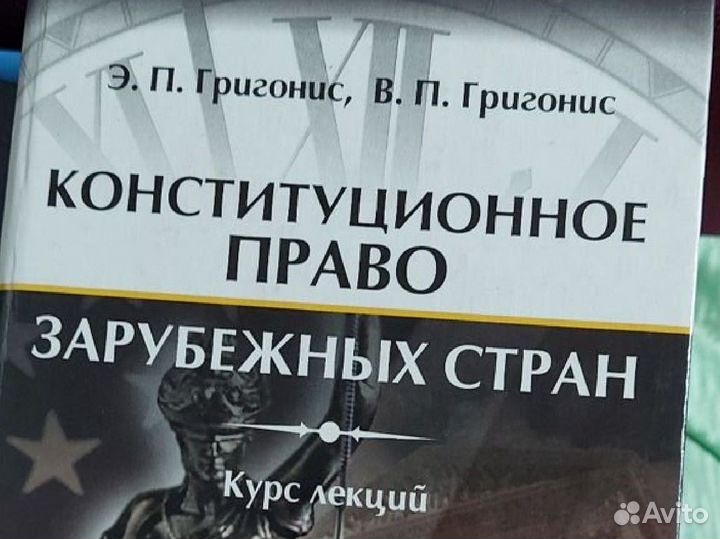 Э. П. Григонис, В. П. Григонис
КОНСТИТУЦИОННОЕ
ПРАВО
ЗАРУБЕЖНЫХ СТРАН
Курс лекций
Avito